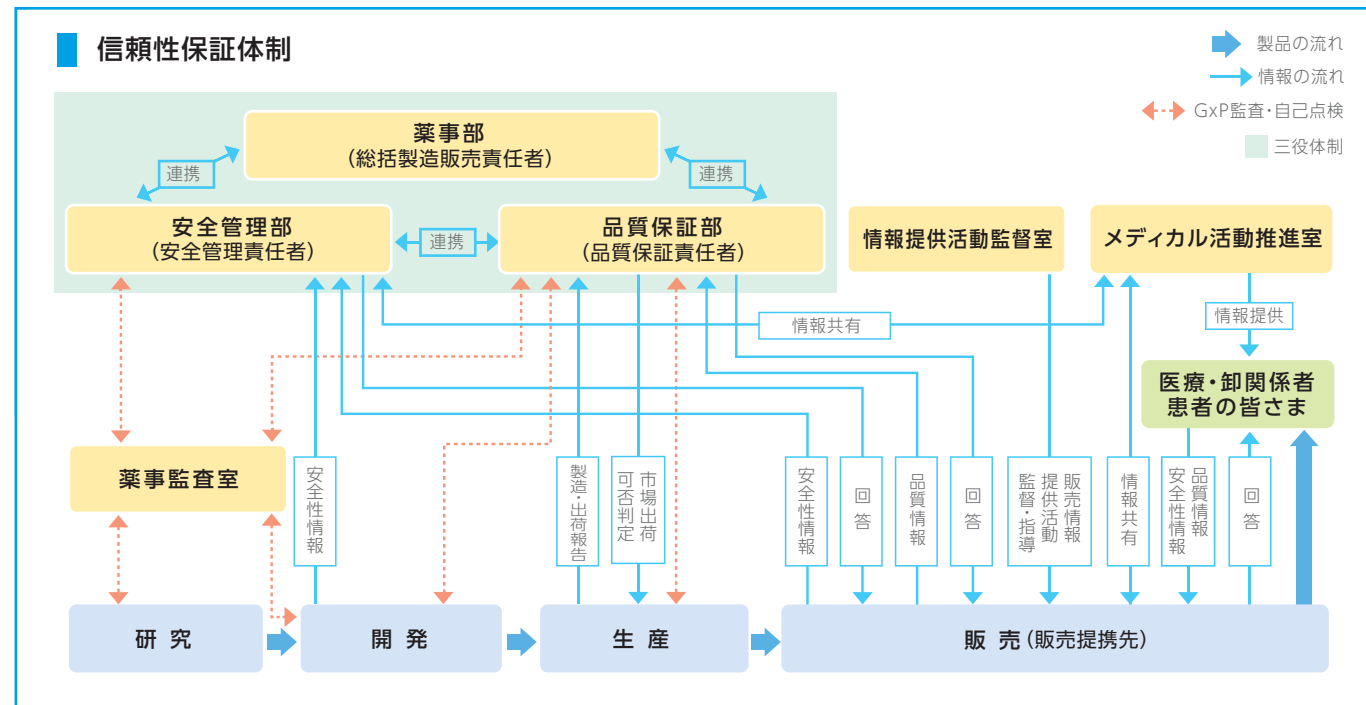 信頼性保証体制
製品の流れ
情報の流れ
GxP監査・自己点検
三役体制
薬事部
(総括製造販売責任者)
連携
連携
安全管理部
(安全管理責任者)
連携
品質保証部
(品質保証責任者)
情報提供活動監督室
メディカル活動推進室
情報共有
情報提供
医療・卸関係者
患者の皆さま
薬事監査室
安全性情報
製造・出荷報告
市場出荷
可否判定
安全性情報
回答
品質情報
回答
販売情報
提供活動
監督・指導
情報共有
品質情報
安全性情報
回答
研究
開発
生産
販売(販売提携先)